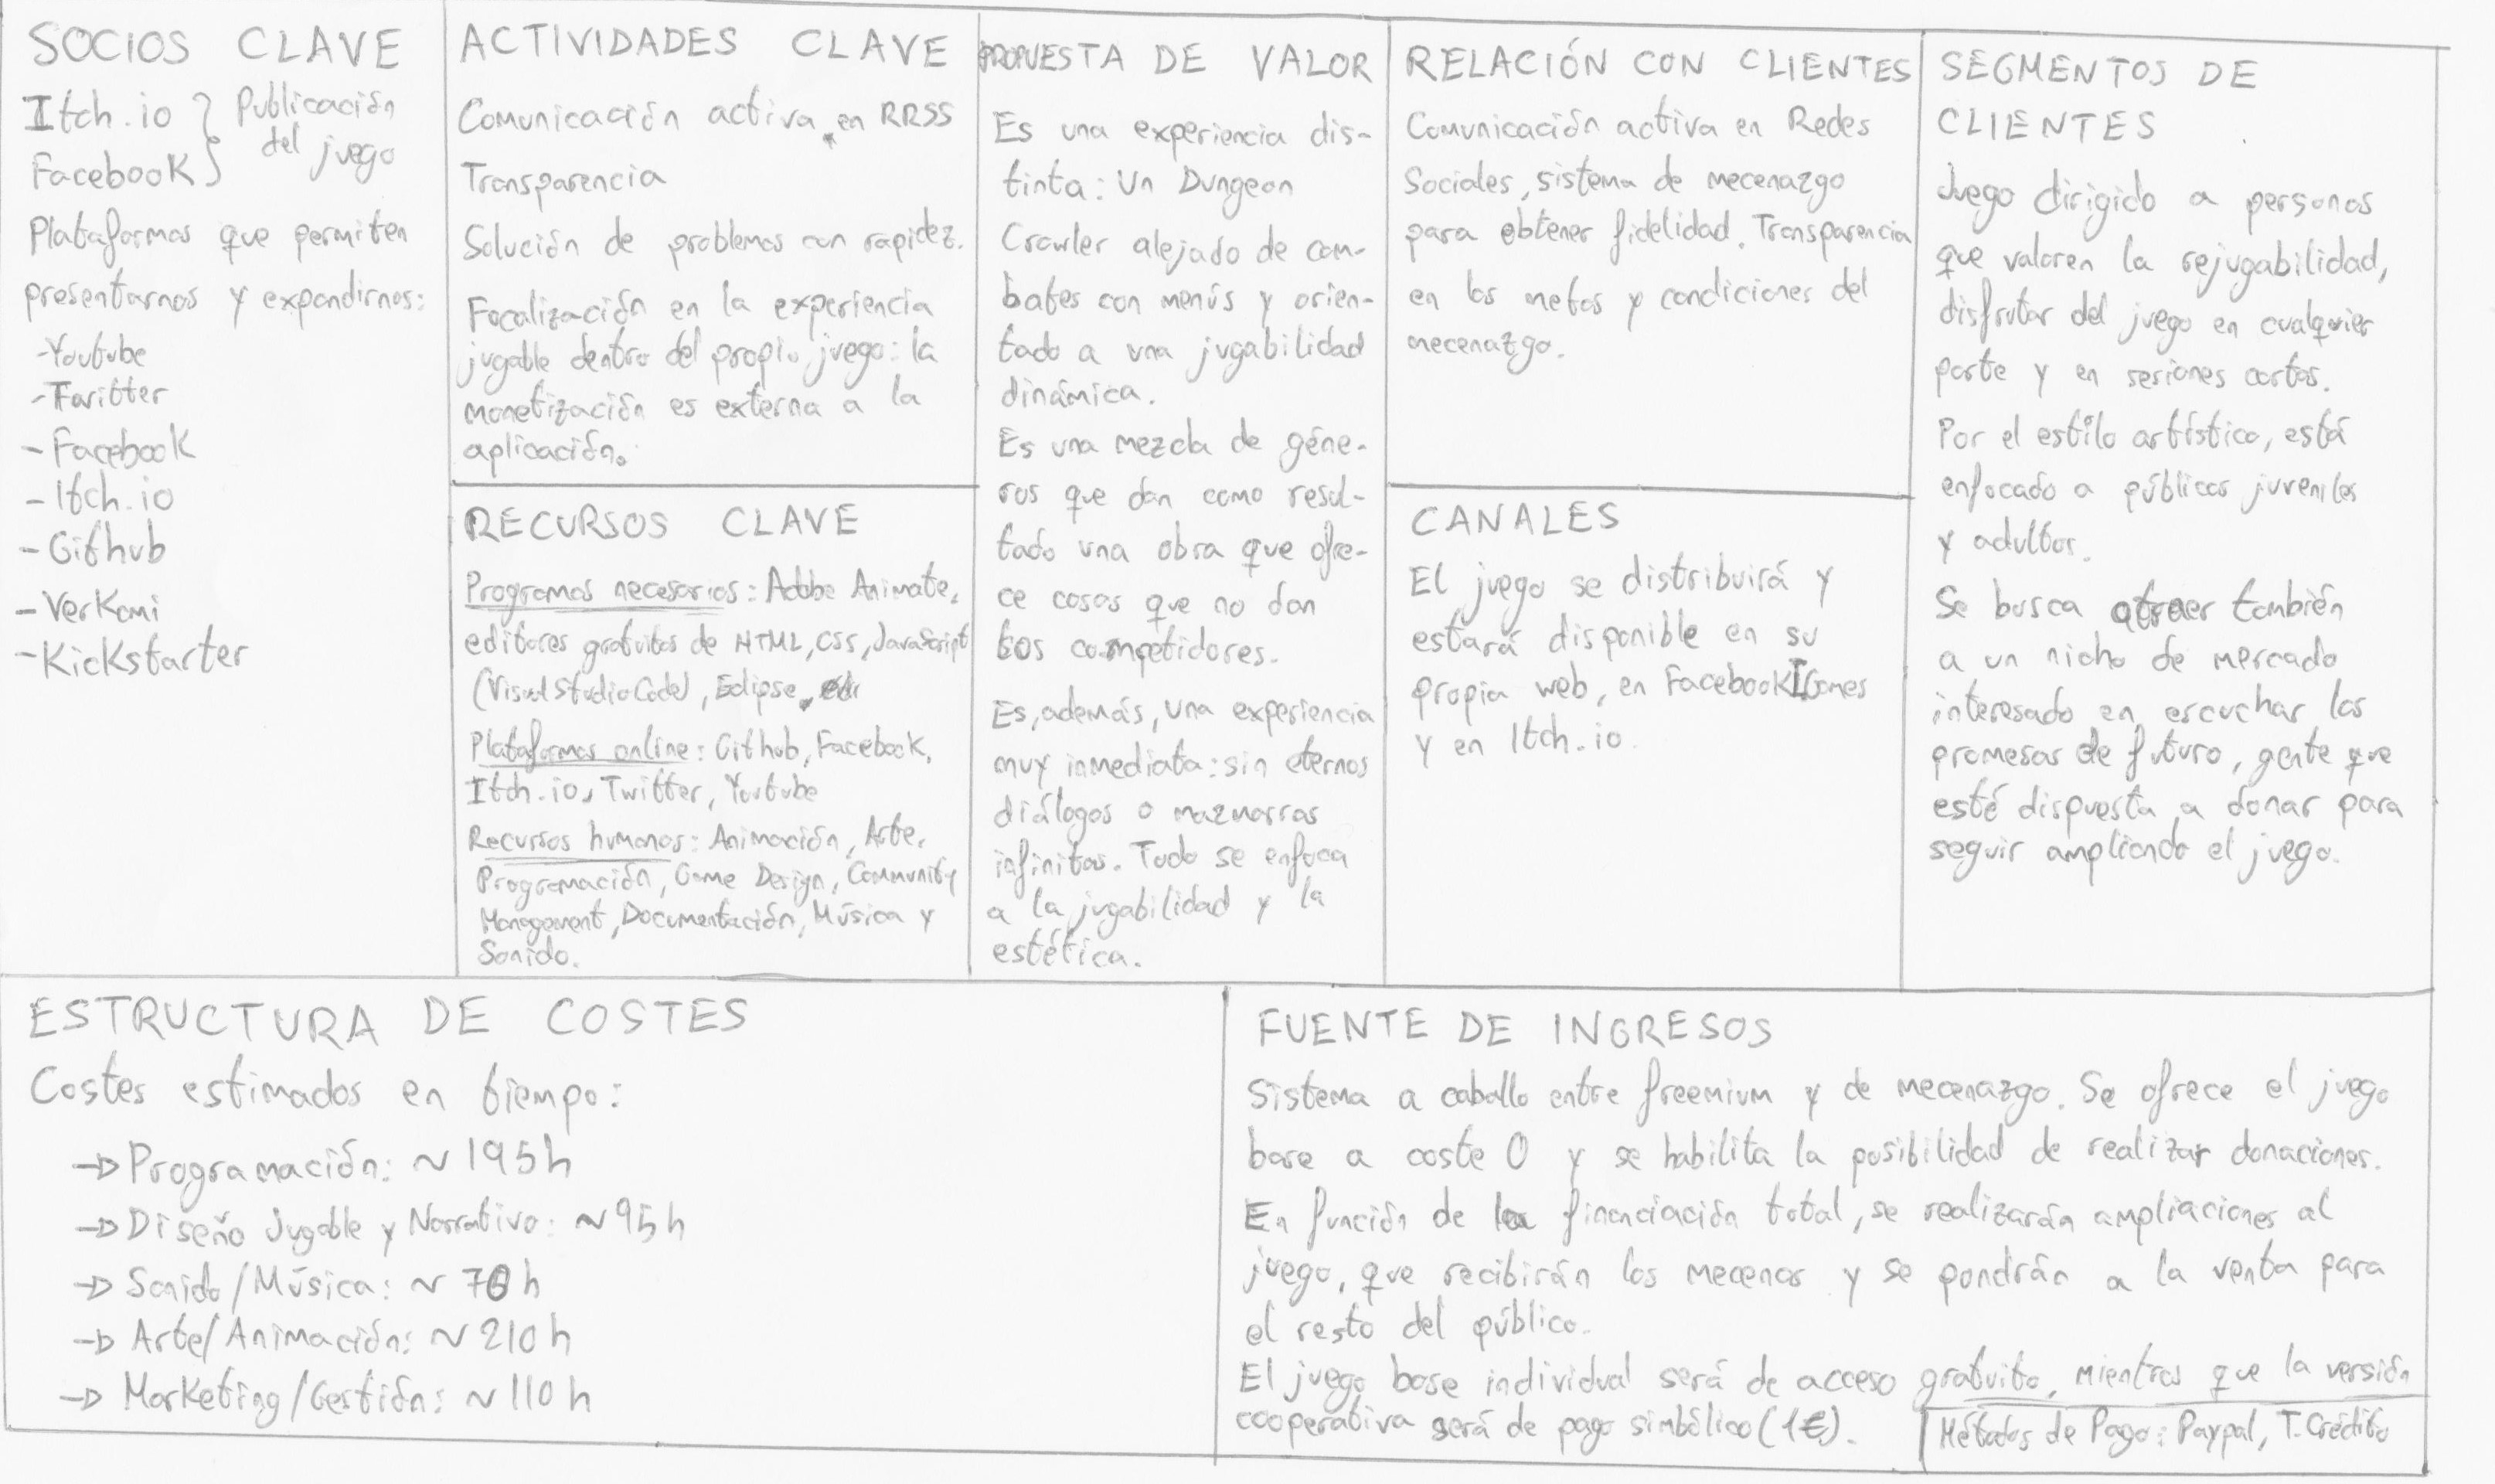 SOCIOS CLAVE
Itch.io } Publicación
Facebook } del juego
Plataformas que permiten
presentarnos y expandirnos:
-Youtube
-Twitter
-Facebook
-Itch.io
-Github
-Verkami
-Kickstarter
ACTIVIDADES CLAVE
Comunicación activa en RRSS
Transparencia
Solución de problemas con rapidez.
Focalización en la experiencia
jugable dentro del propio juego: la
monetización es externa a la
aplicación.
RECURSOS CLAVE
Programas necesarios: Adobe Animate,
editores gratuitos de HTML, CSS, JavaScript
(Visual Studio Code), Eclipse,
Plataformas online: Github, Facebook,
Itch.io, Twitter, Youtube
Recursos humanos: Animación, Arte,
Programación, Game Design, Community
Management, Documentación, Música y
Sonido.
PROPUESTA DE VALOR
Es una experiencia dis-
tinta: Un Dungeon
Crawler alejado de com-
bates con menús y orien-
tado a una jugabilidad
dinámica.
Es una mezcla de géne-
ros que dan como resul-
tado una obra que ofre-
ce cosas que no dan
los competidores.
Es, además, una experiencia
muy inmediata: sin eternos
diálogos o mazmorras
infinitas. Todo se enfoca
a la jugabilidad y la
estética.
RELACIÓN CON CLIENTES
Comunicación activa en Redes
Sociales, sistema de mecenazgo
para obtener fidelidad. Transparencia
en las metas y condiciones del
mecenazgo.
CANALES
El juego se distribuirá y
estará disponible en su
propia web, en Facebook Games
y en Itch.io.
SEGMENTOS DE
CLIENTES
Juego dirigido a personas
que valoren la rejugabilidad,
disfrutar del juego en cualquier
parte y en sesiones cortas.
Por el estilo artístico, está
enfocado a públicos juveniles
y adultos.
Se busca atraer también
a un nicho de mercado
interesado en escuchar las
promesas de futuro, gente que
esté dispuesta a donar para
seguir ampliando el juego.
ESTRUCTURA DE COSTES
Costes estimados en tiempo:
→ Programación: ~ 195h
→ Diseño Jugable y Narrativo: ~ 95h
→ Sonido/Música: ~ 70h
→ Arte/Animación: ~ 210h
→ Marketing/Gestión: ~ 110h
FUENTE DE INGRESOS
Sistema a caballo entre freemium y de mecenazgo. Se ofrece el juego
base a coste 0 y se habilita la posibilidad de realizar donaciones.
En función de la financiación total, se realizarán ampliaciones al
juego, que recibirán los mecenas y se pondrán a la venta para
el resto del público.
El juego base individual será de acceso gratuito, mientras que la versión
cooperativa será de pago simbólico (1€).
Métodos de Pago: Paypal, T. Crédito